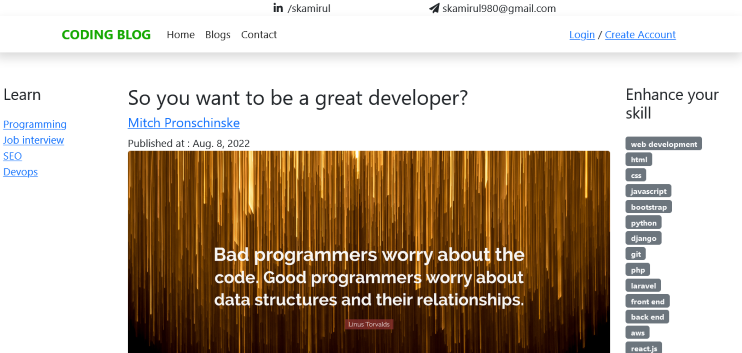 /skamirul
skamirul980@gmail.com
CODING BLOG Home Blogs Contact Login / Create Account
Learn
Programming
Job interview
SEO
Devops
So you want to be a great developer?
Mitch Pronschinske
Published at : Aug. 8, 2022
Bad programmers worry about the
code. Good programmers worry about
data structures and their relationships.
Linus Torvalds
Enhance your
skill
web development
html
css
javascript
bootstrap
python
django
git
php
laravel
front end
back end
aws
react.js